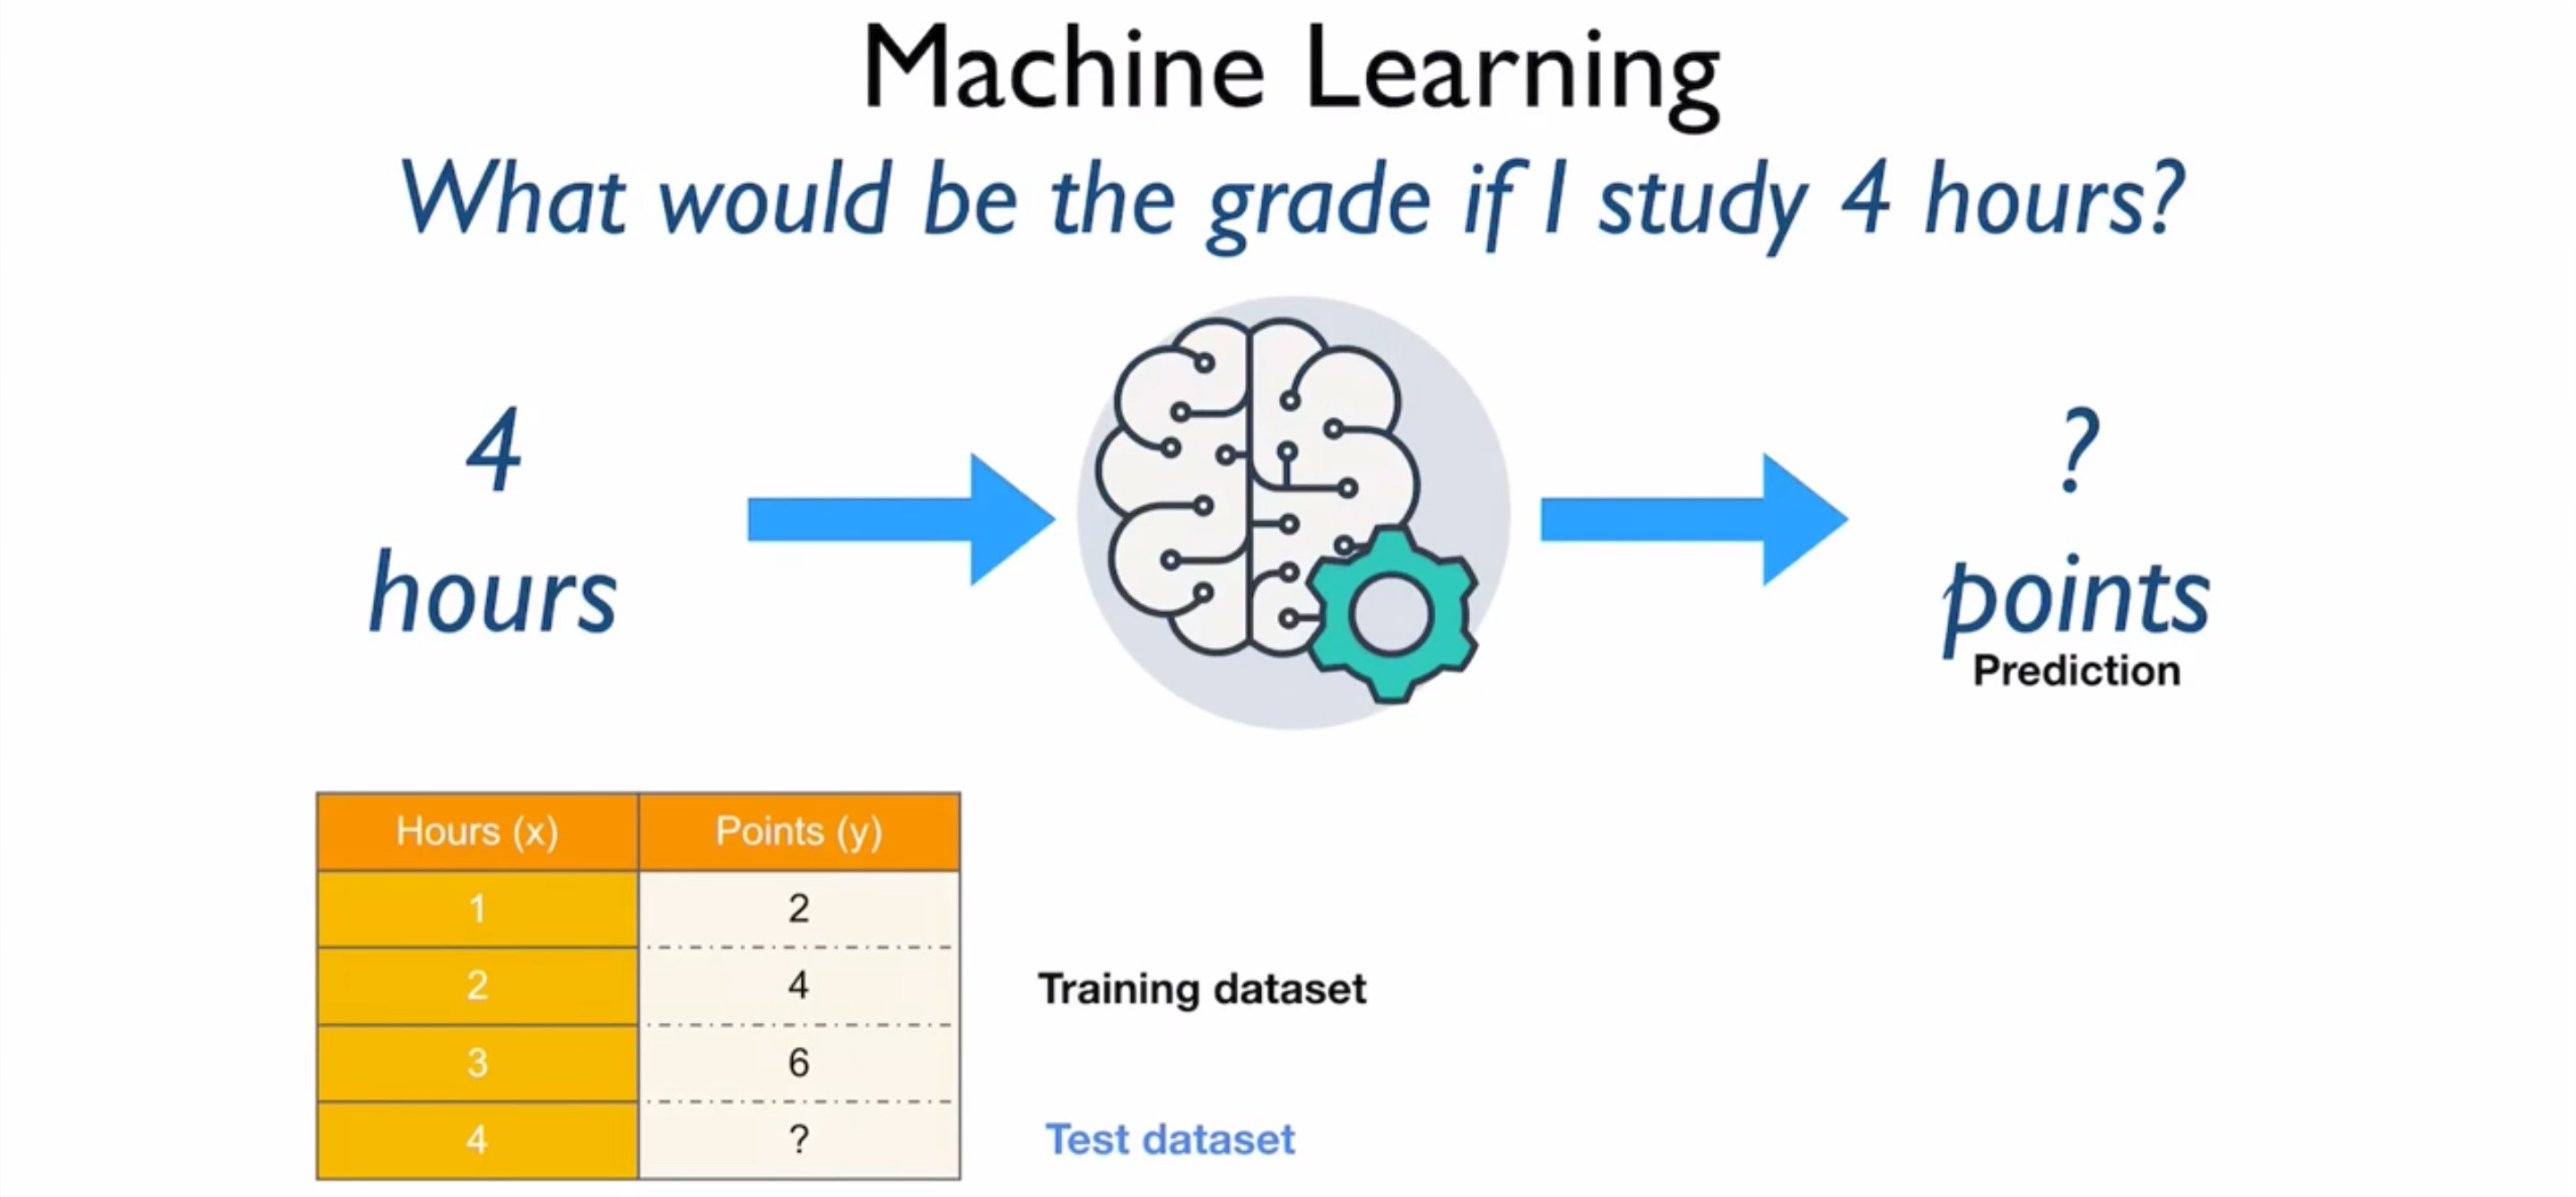 Machine Learning
What would be the grade if I study 4 hours?
4
hours
?
points
Prediction
Hours (x) Points (y)
1 2
2 4
3 6
4 ?
Training dataset
Test dataset